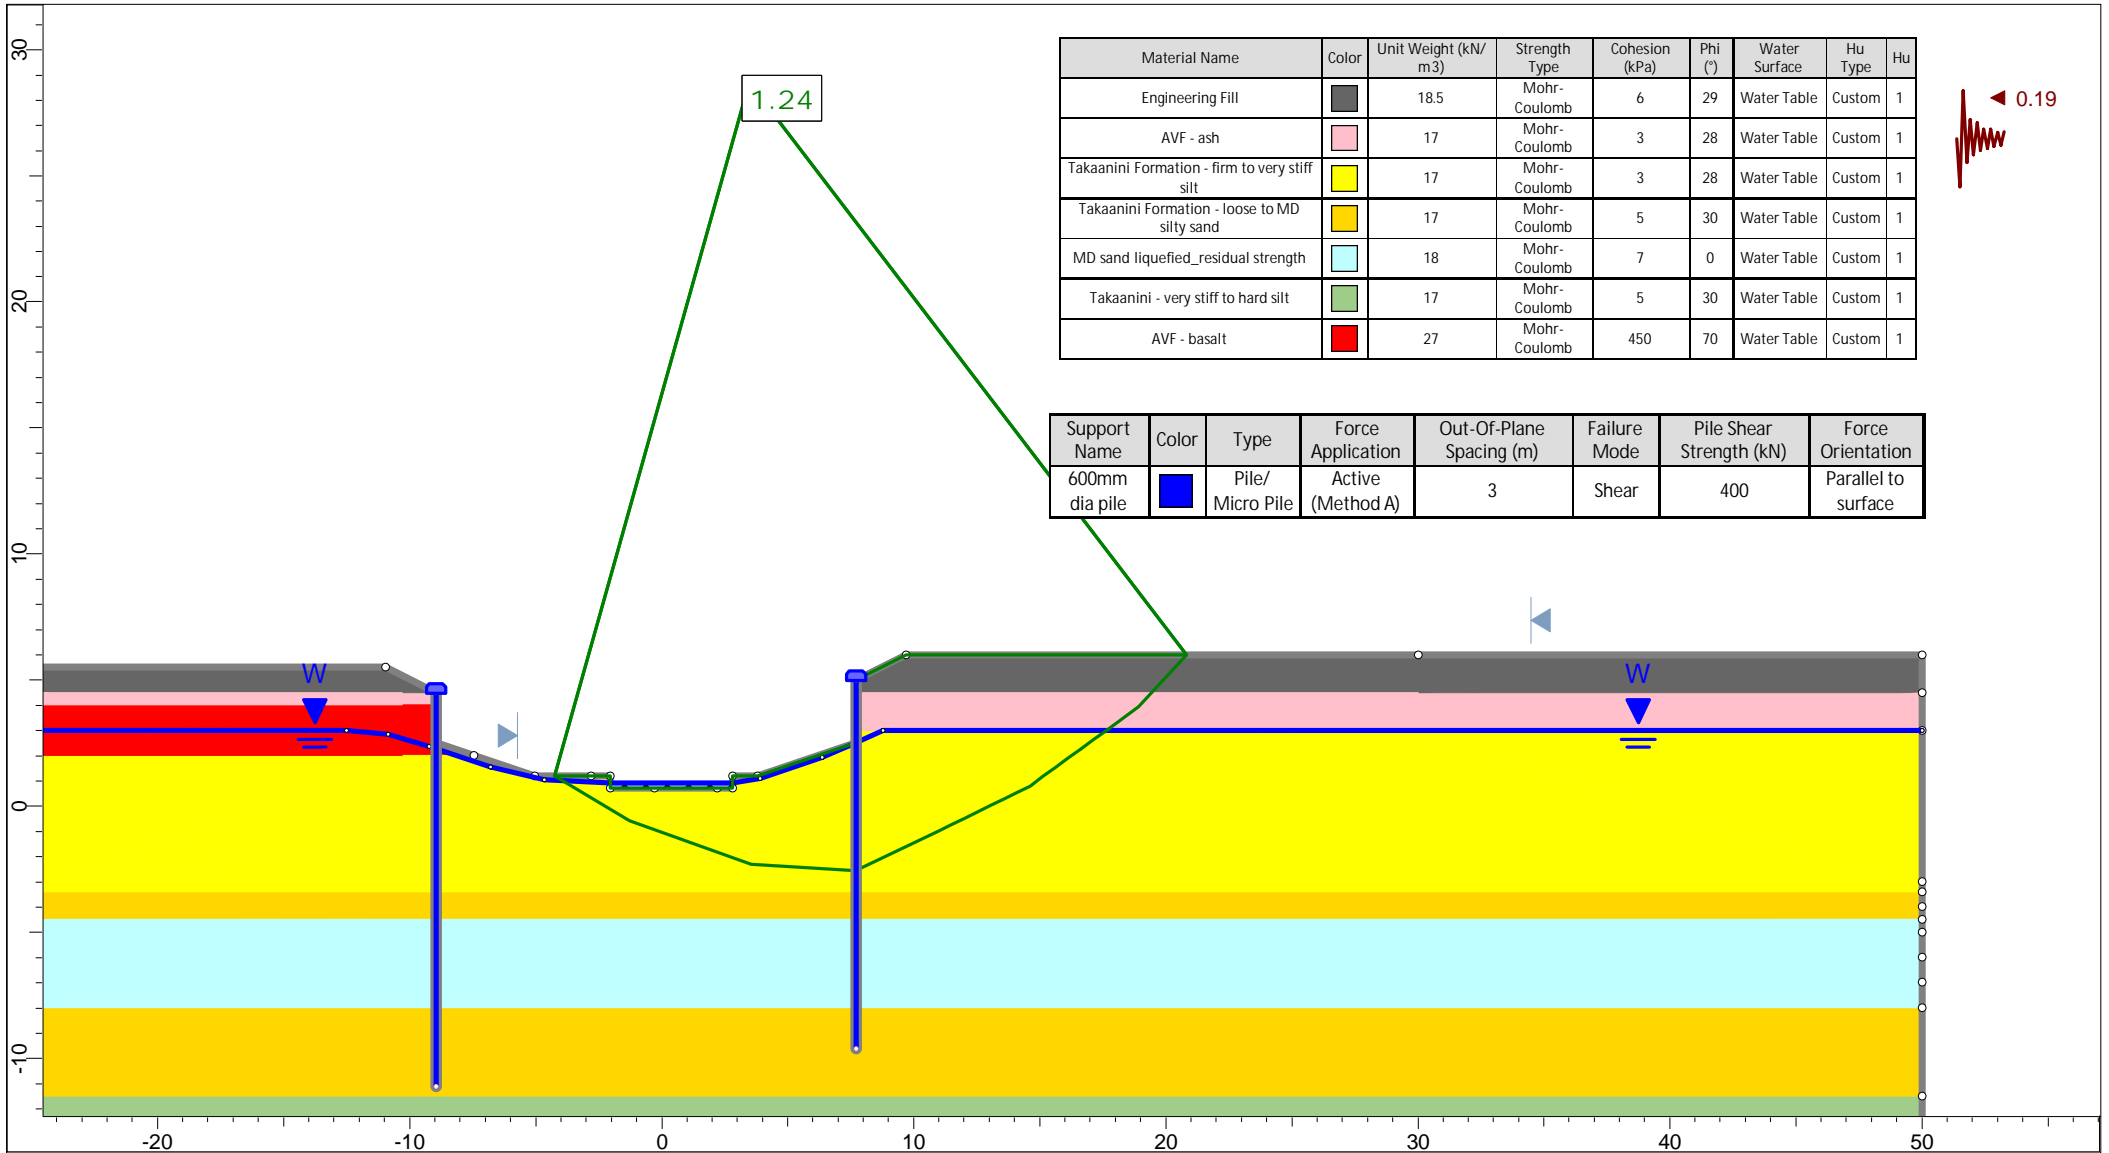 30
20
10
0
-10
1.24
Material Name Color Unit Weight (kN/ m3) Strength Type Cohesion (kPa) Phi (°) Water Surface Hu Type Hu
Engineering Fill 18.5 Mohr-Coulomb 6 29 Water Table Custom 1
AVF - ash 17 Mohr-Coulomb 3 28 Water Table Custom 1
Takaanini Formation - firm to very stiff silt 17 Mohr-Coulomb 3 28 Water Table Custom 1
Takaanini Formation - loose to MD silty sand 17 Mohr-Coulomb 5 30 Water Table Custom 1
MD sand liquefied_residual strength 18 Mohr-Coulomb 7 0 Water Table Custom 1
Takaanini - very stiff to hard silt 17 Mohr-Coulomb 5 30 Water Table Custom 1
AVF - basalt 27 Mohr-Coulomb 450 70 Water Table Custom 1
0.19
Support Name Color Type Force Application Out-Of-Plane Spacing (m) Failure Mode Pile Shear Strength (kN) Force Orientation
600mm dia pile Pile/ Micro Pile Active (Method A) 3 Shear 400 Parallel to surface
W
W
-20 -10 0 10 20 30 40 50